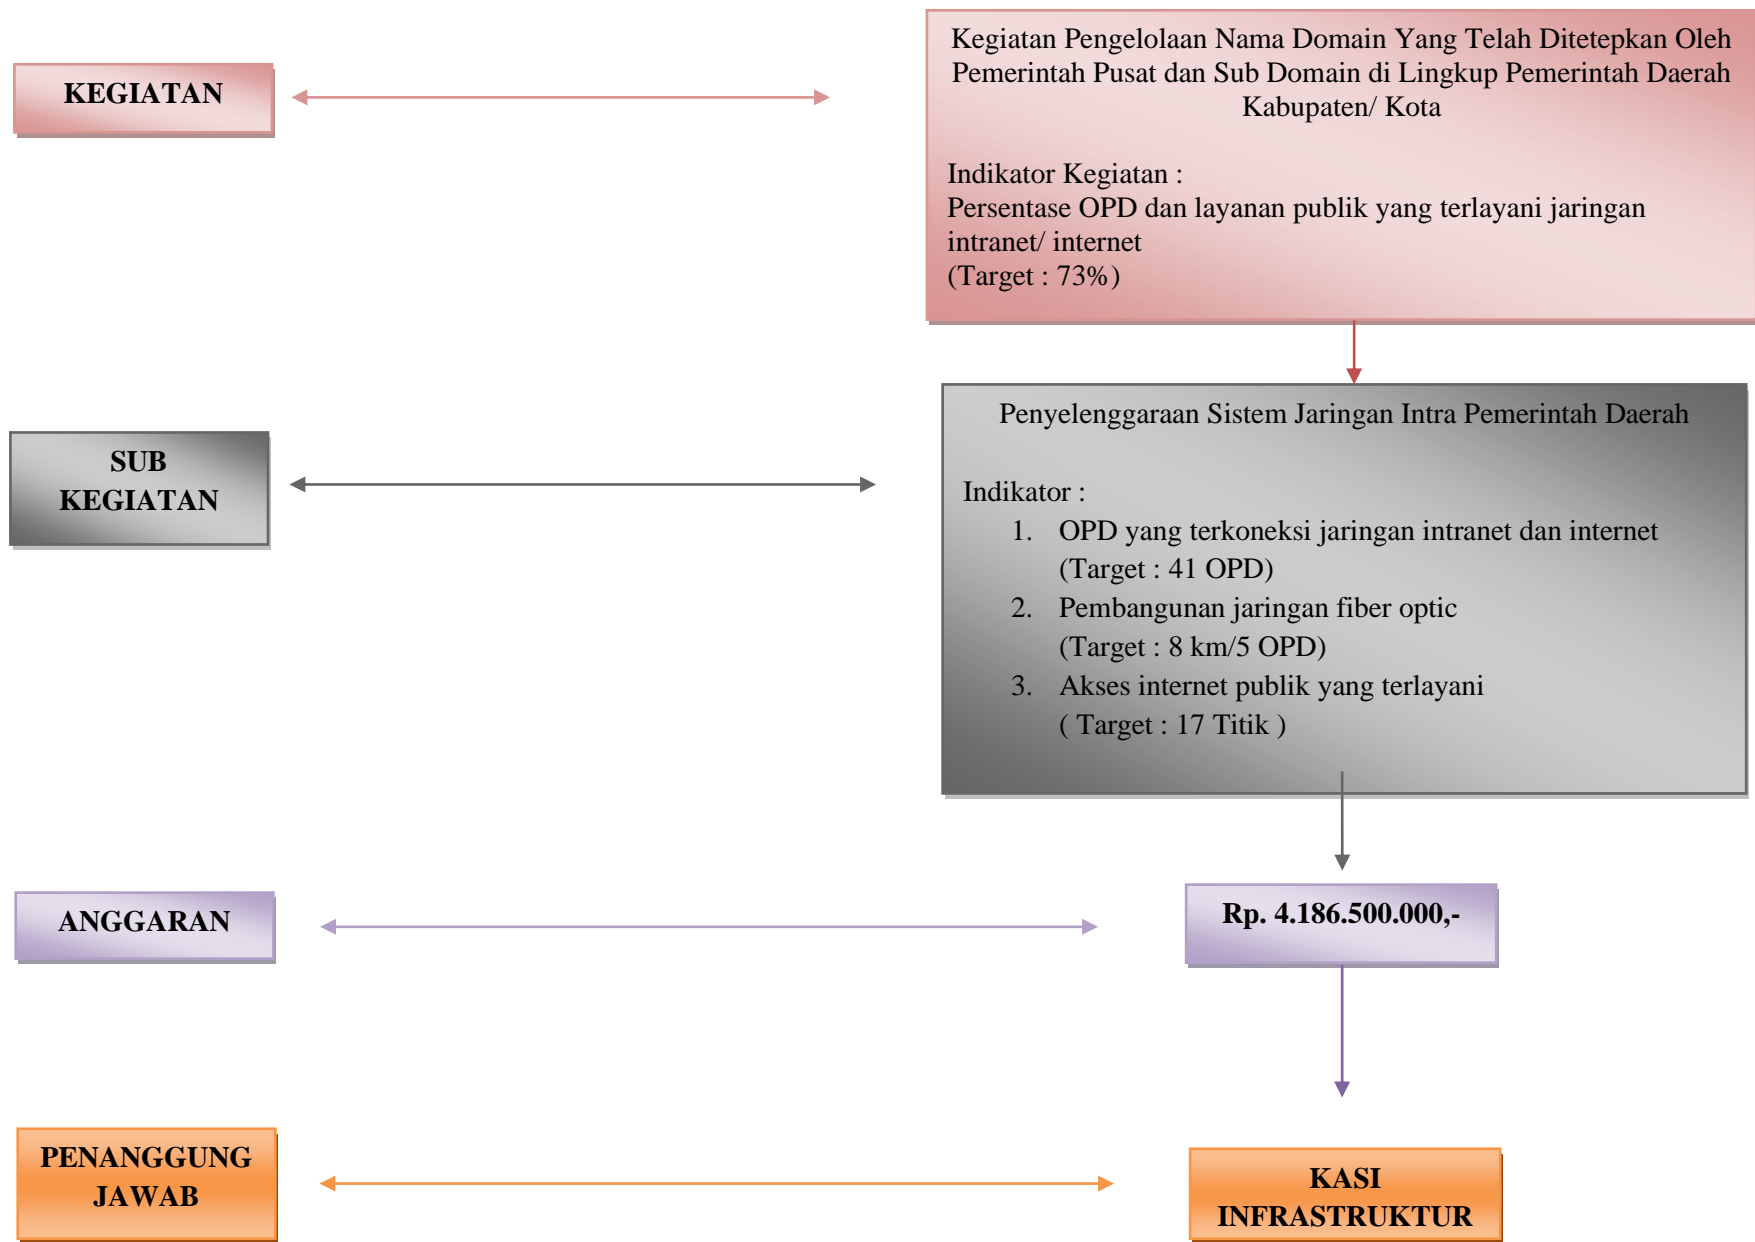 KEGIATAN
Kegiatan Pengelolaan Nama Domain Yang Telah Ditetepkan Oleh
Pemerintah Pusat dan Sub Domain di Lingkup Pemerintah Daerah
Kabupaten/ Kota
Indikator Kegiatan :
Persentase OPD dan layanan publik yang terlayani jaringan
intranet/ internet
(Target : 73%)
SUB
KEGIATAN
Penyelenggaraan Sistem Jaringan Intra Pemerintah Daerah
Indikator :
1. OPD yang terkoneksi jaringan intranet dan internet
(Target : 41 OPD)
2. Pembangunan jaringan fiber optic
(Target : 8 km/5 OPD)
3. Akses internet publik yang terlayani
( Target : 17 Titik )
ANGGARAN
Rp. 4.186.500.000,-
PENANGGUNG
JAWAB
KASI
INFRASTRUKTUR